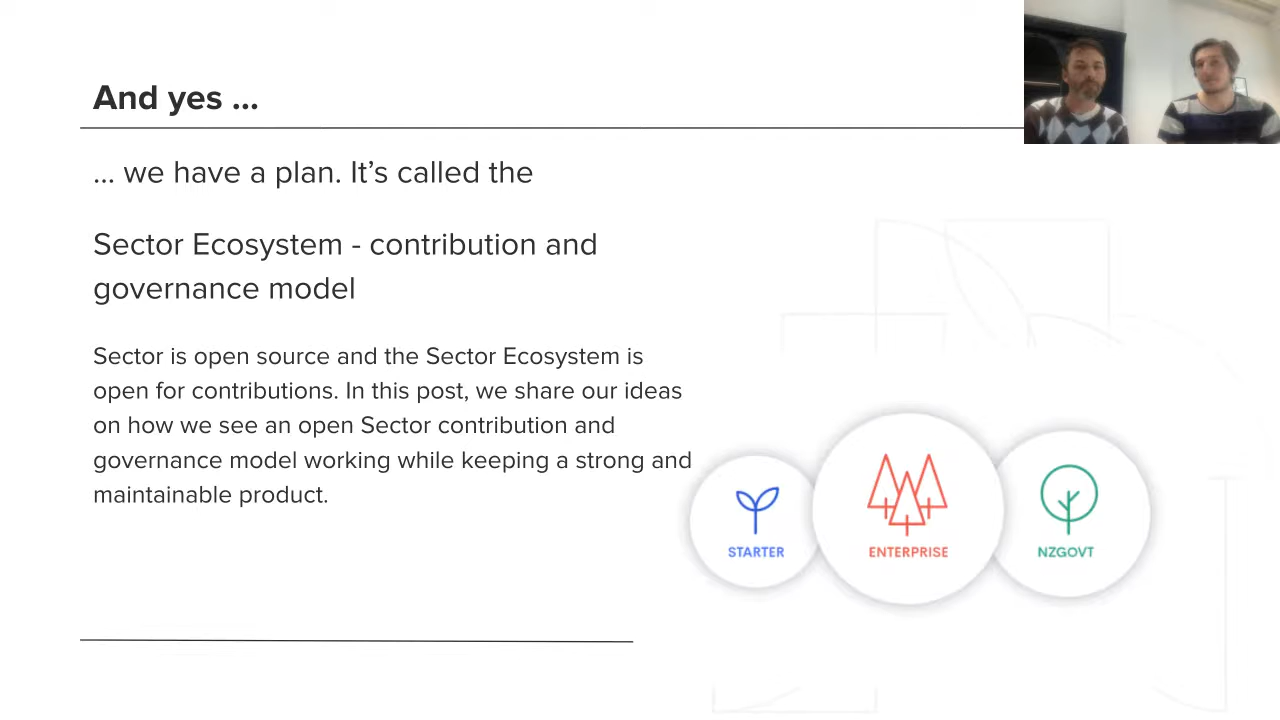 And yes ...
... we have a plan. It’s called the
Sector Ecosystem - contribution and
governance model
Sector is open source and the Sector Ecosystem is
open for contributions. In this post, we share our ideas
on how we see an open Sector contribution and
governance model working while keeping a strong and
maintainable product.
STARTER
ENTERPRISE
NZGOVT